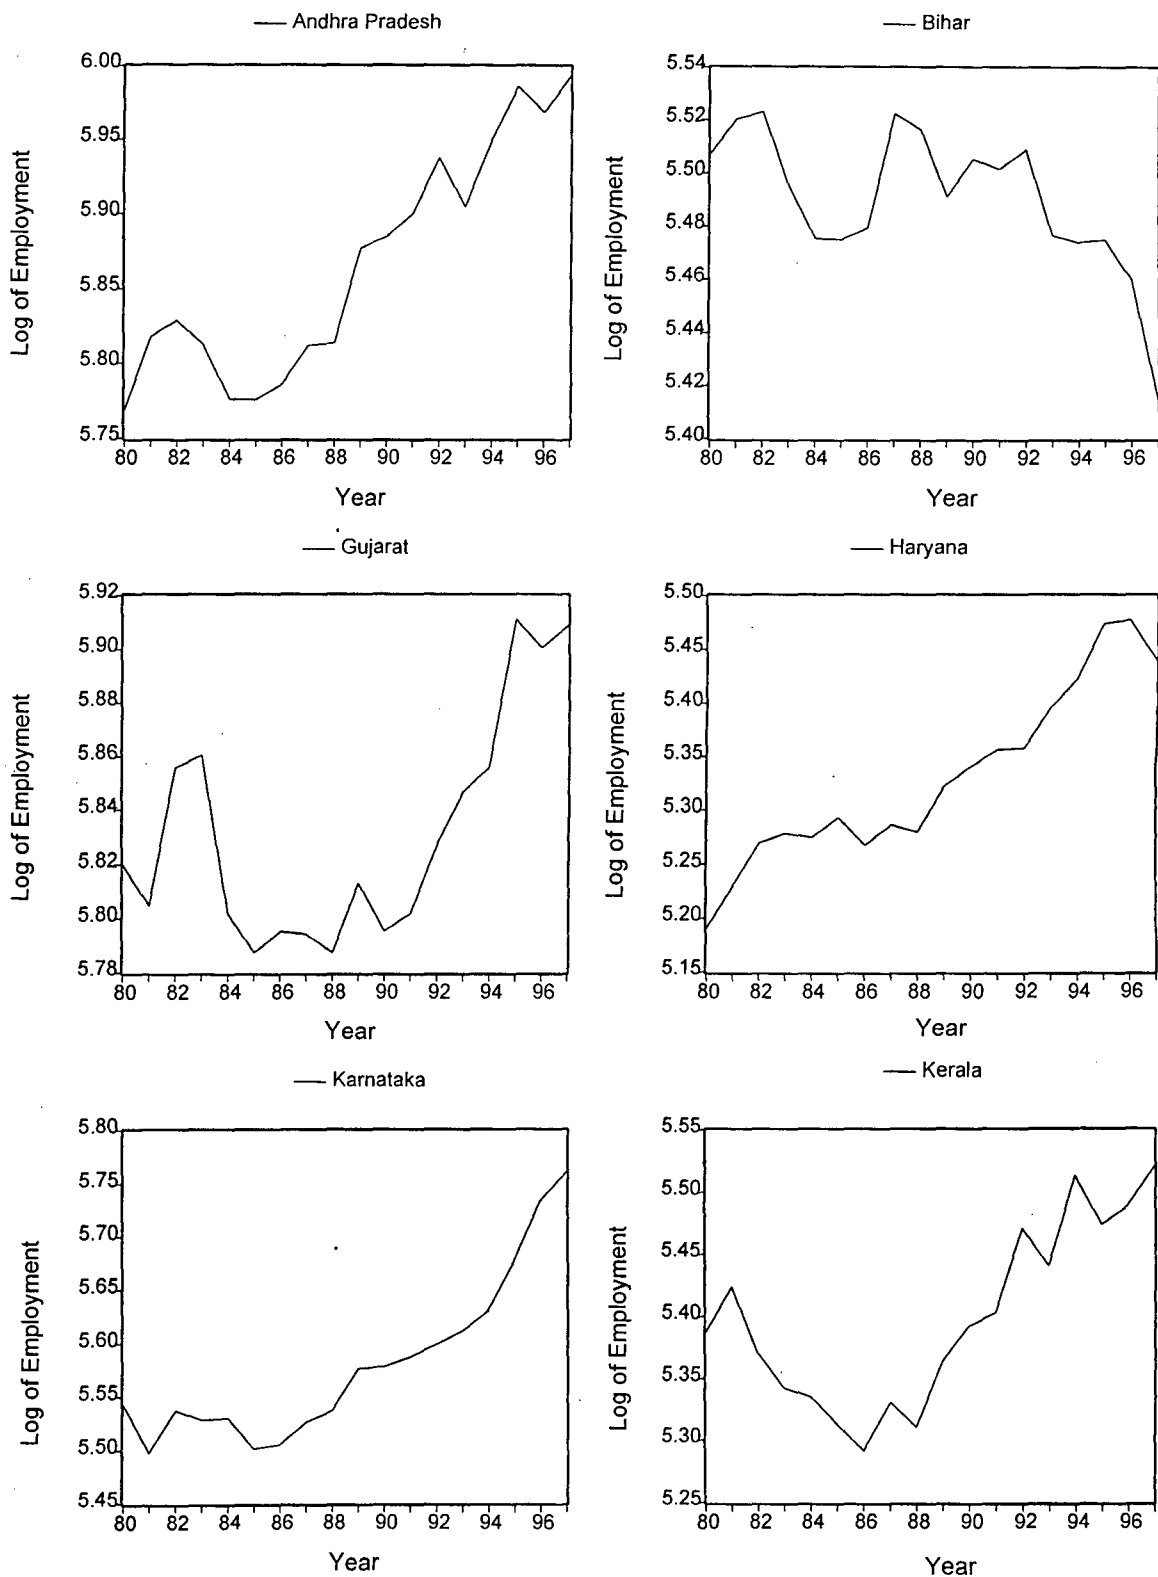 Andhra Pradesh
Log of Employment
6.00
5.95
5.90
5.85
5.80
5.75
80 82 84 86 88 90 92 94 96
Year
Bihar
Log of Employment
5.54
5.52
5.50
5.48
5.46
5.44
5.42
5.40
80 82 84 86 88 90 92 94 96
Year
Gujarat
Log of Employment
5.92
5.90
5.88
5.86
5.84
5.82
5.80
5.78
80 82 84 86 88 90 92 94 96
Year
Haryana
Log of Employment
5.50
5.45
5.40
5.35
5.30
5.25
5.20
5.15
80 82 84 86 88 90 92 94 96
Year
Karnataka
Log of Employment
5.80
5.75
5.70
5.65
5.60
5.55
5.50
5.45
80 82 84 86 88 90 92 94 96
Year
Kerala
Log of Employment
5.55
5.50
5.45
5.40
5.35
5.30
5.25
80 82 84 86 88 90 92 94 96
Year